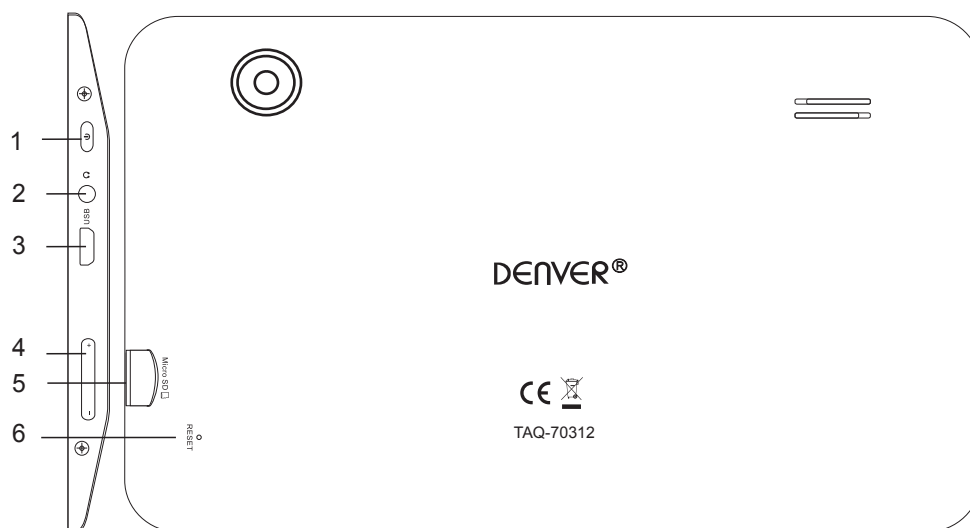 1
2
USB
3
4
+
-
5
Micro SD
6
RESET
DENVER®
CE
TAQ-70312